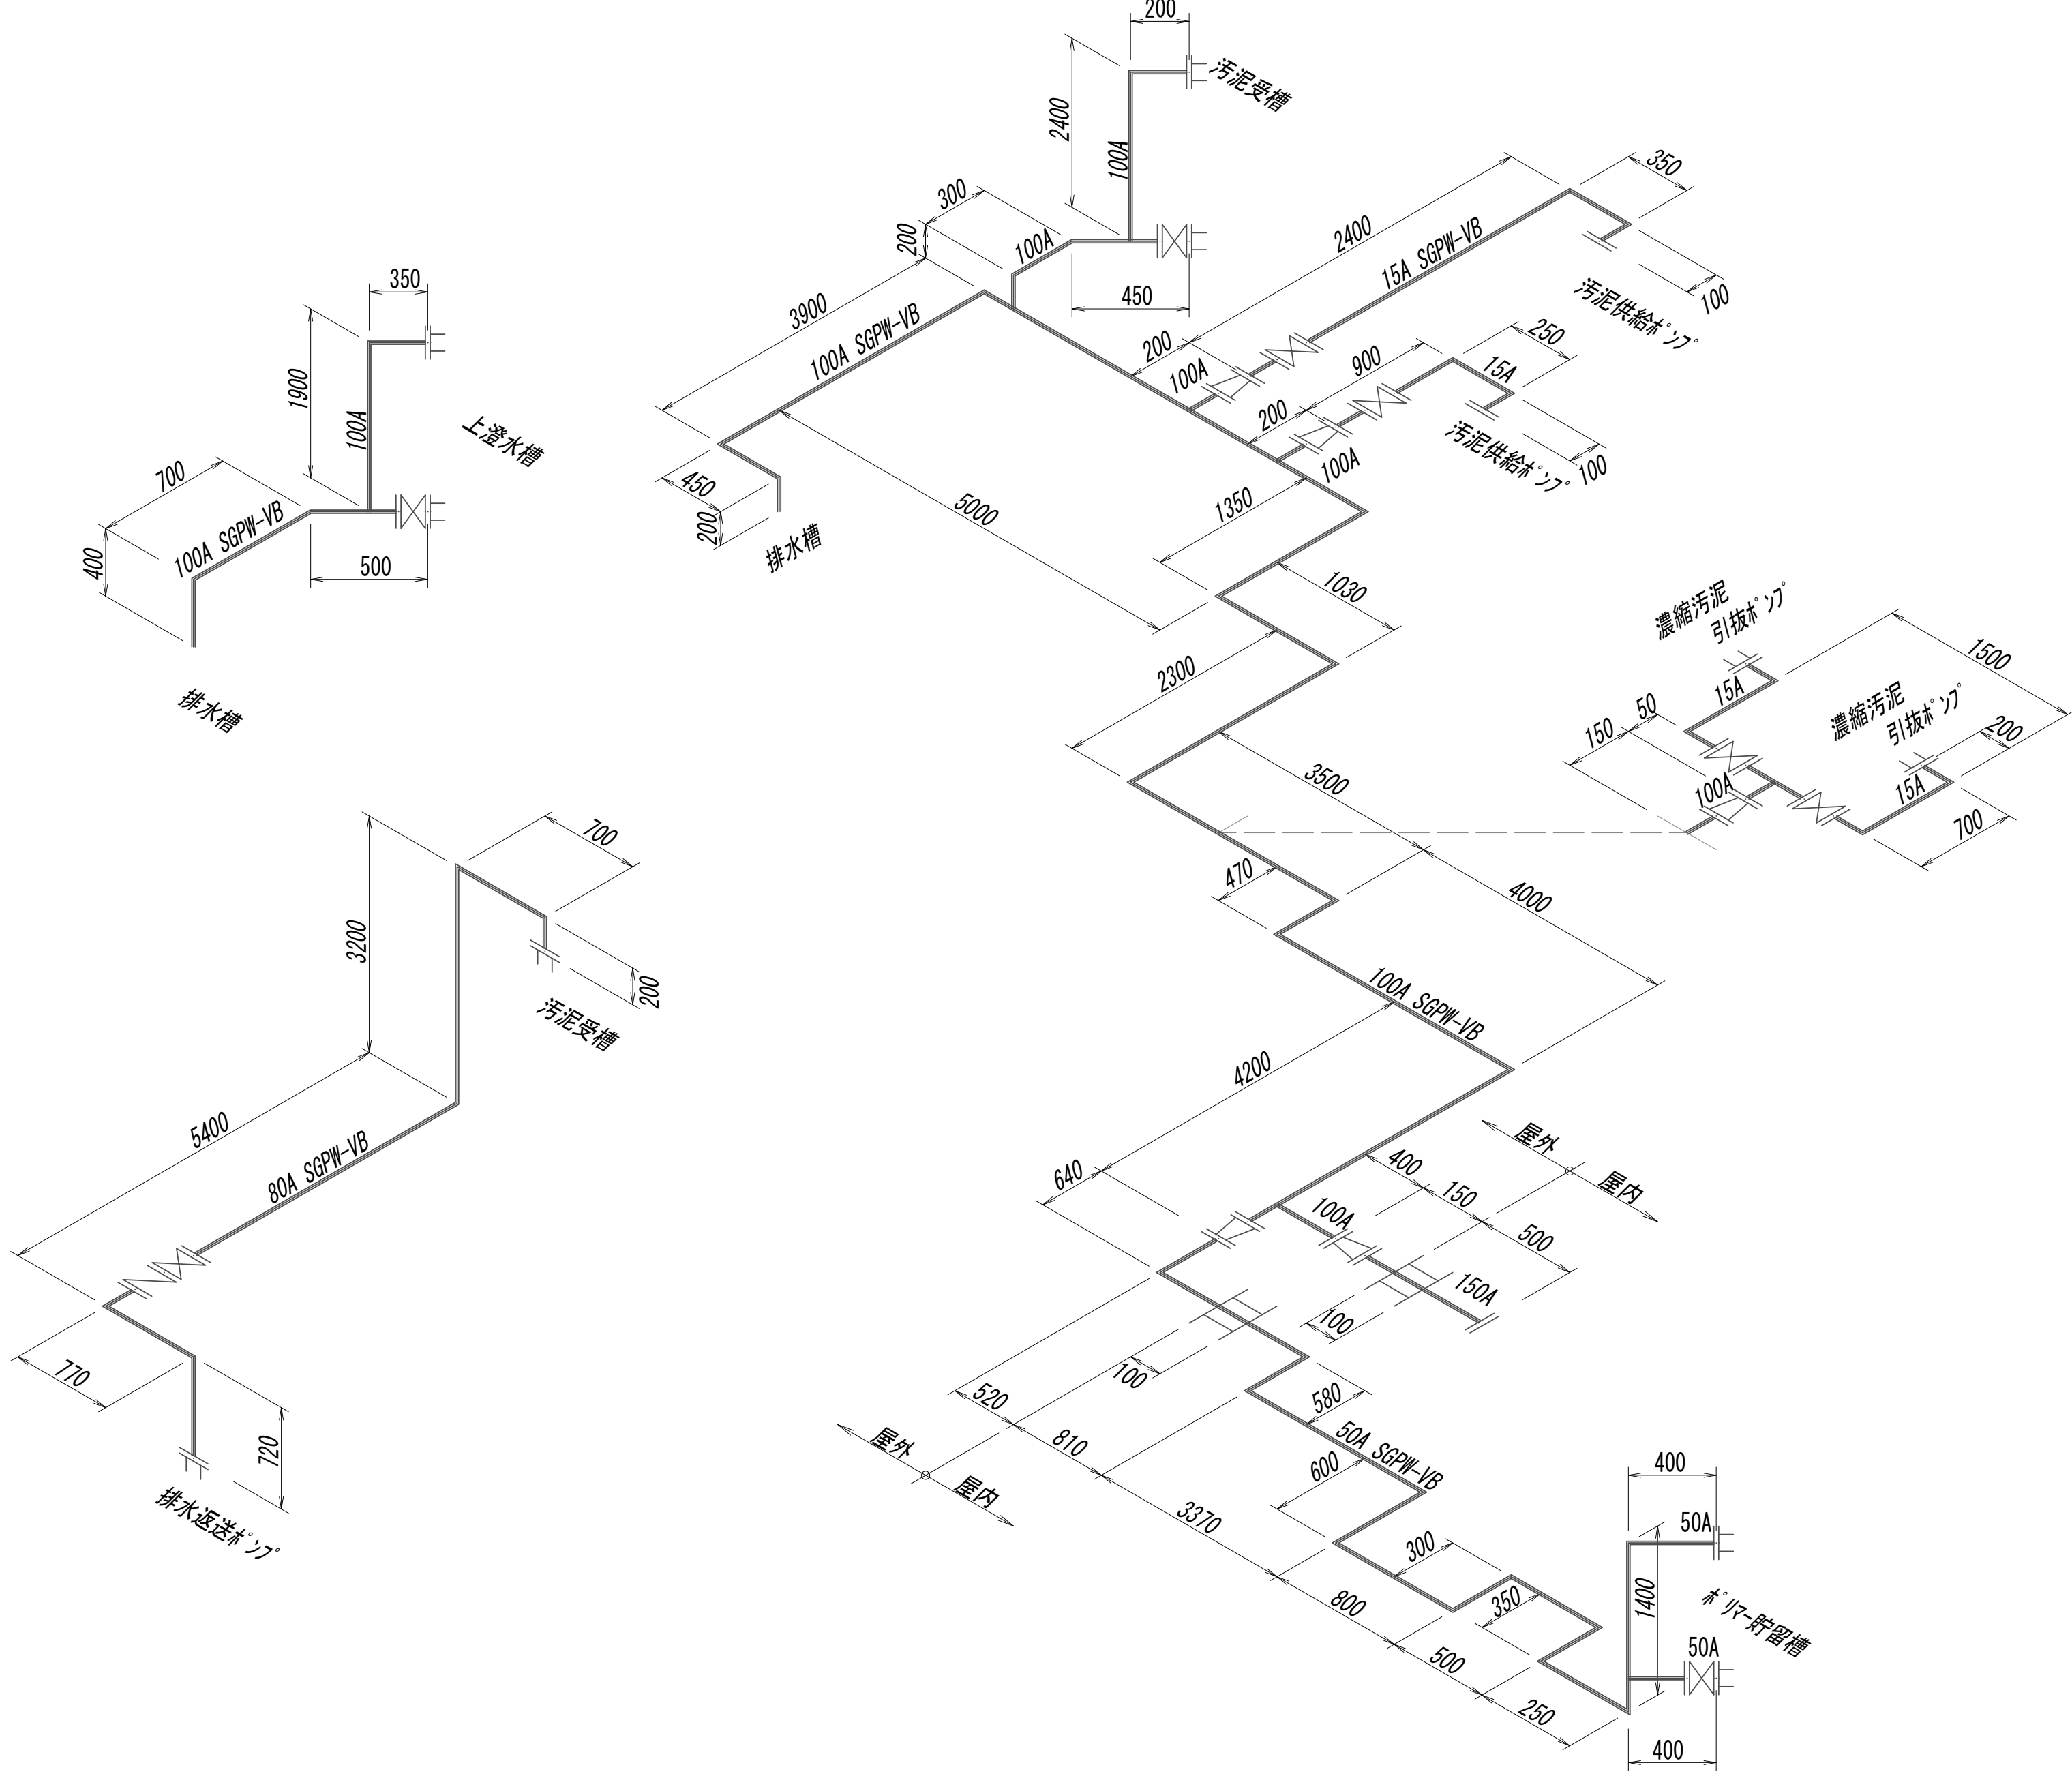 200
汚泥受槽
2400
100A
300
200
100A
450
3900
100A SGPW-VB
450
200
排水槽
5000
350
2400
15A SGPW-VB
100
汚泥供給ﾎﾟﾝﾌﾟ
200
100A
250
900
15A
200
100A
100
汚泥供給ﾎﾟﾝﾌﾟ
1350
1030
2300
3500
350
1900
100A
上澄水槽
700
100A SGPW-VB
400
500
排水槽
濃縮汚泥
引抜ﾎﾟﾝﾌﾟ
1500
15A
50
150
濃縮汚泥
引抜ﾎﾟﾝﾌﾟ
200
100A
15A
700
700
3200
200
汚泥受槽
5400
80A SGPW-VB
770
720
排水返送ﾎﾟﾝﾌﾟ
470
4000
100A SGPW-VB
4200
640
400
150
500
屋外
屋内
100A
150A
100
100
520
810
580
屋外
屋内
50A SGPW-VB
600
3370
300
800
350
500
250
400
50A
1400
ﾎﾟﾘﾏｰ貯留槽
50A
400